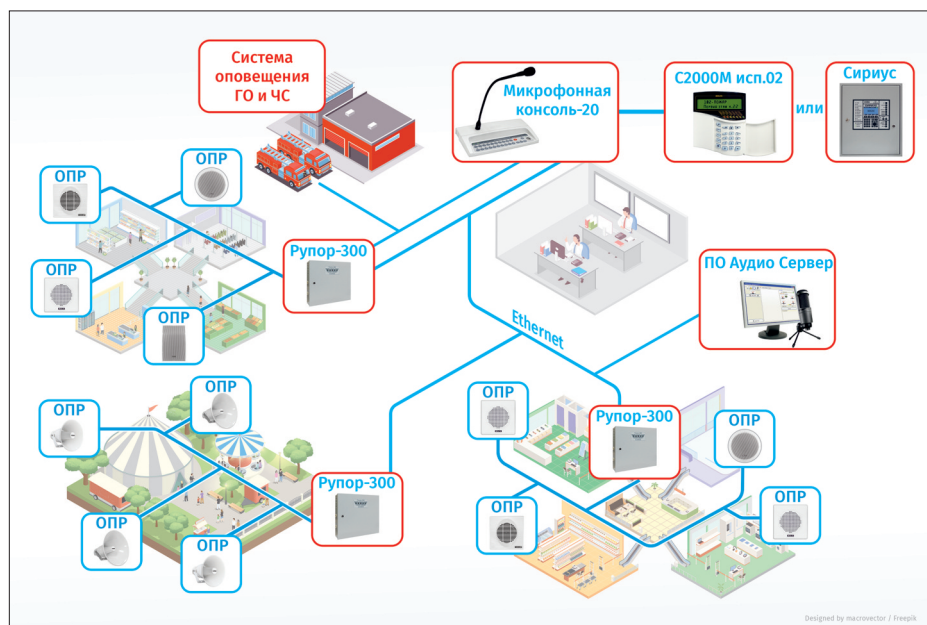 Система
оповещения
ГО и ЧС
Микрофонная
консоль-20
С2000М исп.02
или
Сириус
ОПР
ОПР
ОПР
ОПР
Рупор-300
ПО Аудио Сервер
Ethernet
ОПР
ОПР
ОПР
ОПР
Рупор-300
ОПР
Рупор-300
ОПР
ОПР
ОПР
Designed by macrovector / Freepik